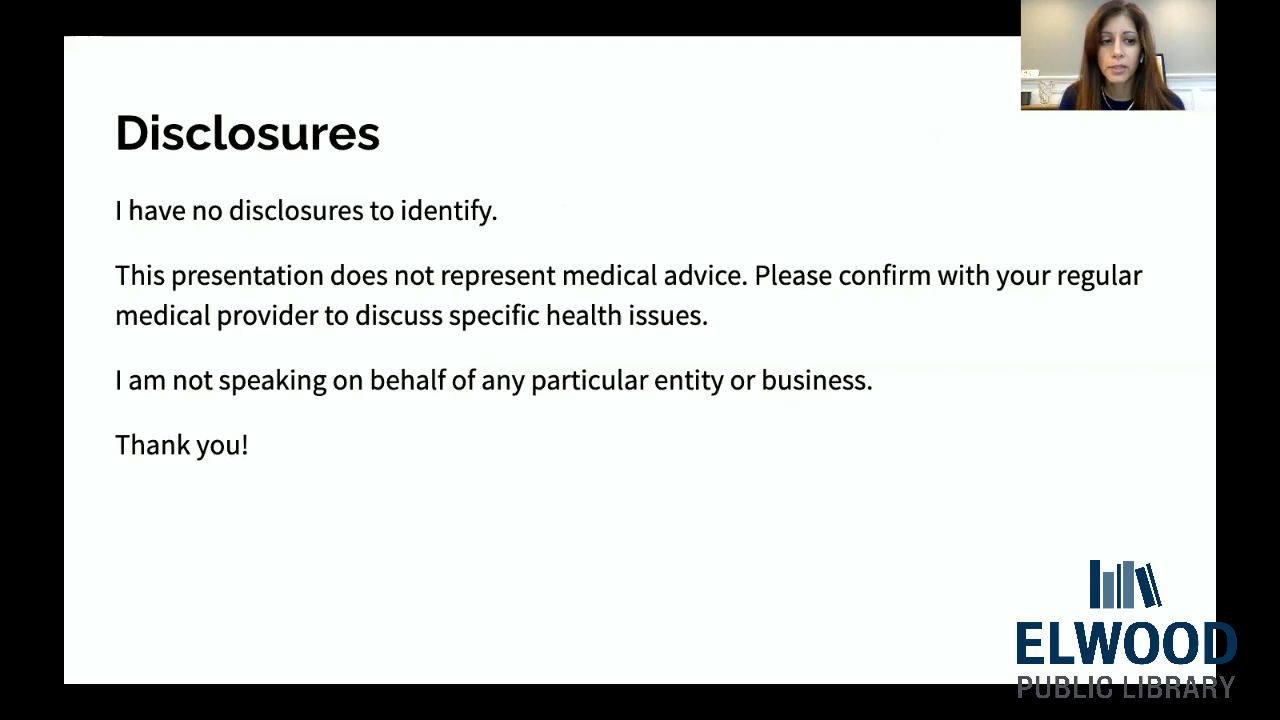 Disclosures
I have no disclosures to identify.
This presentation does not represent medical advice. Please confirm with your regular
medical provider to discuss specific health issues.
I am not speaking on behalf of any particular entity or business.
Thank you!
ELWOOD
PUBLIC LIBRARY